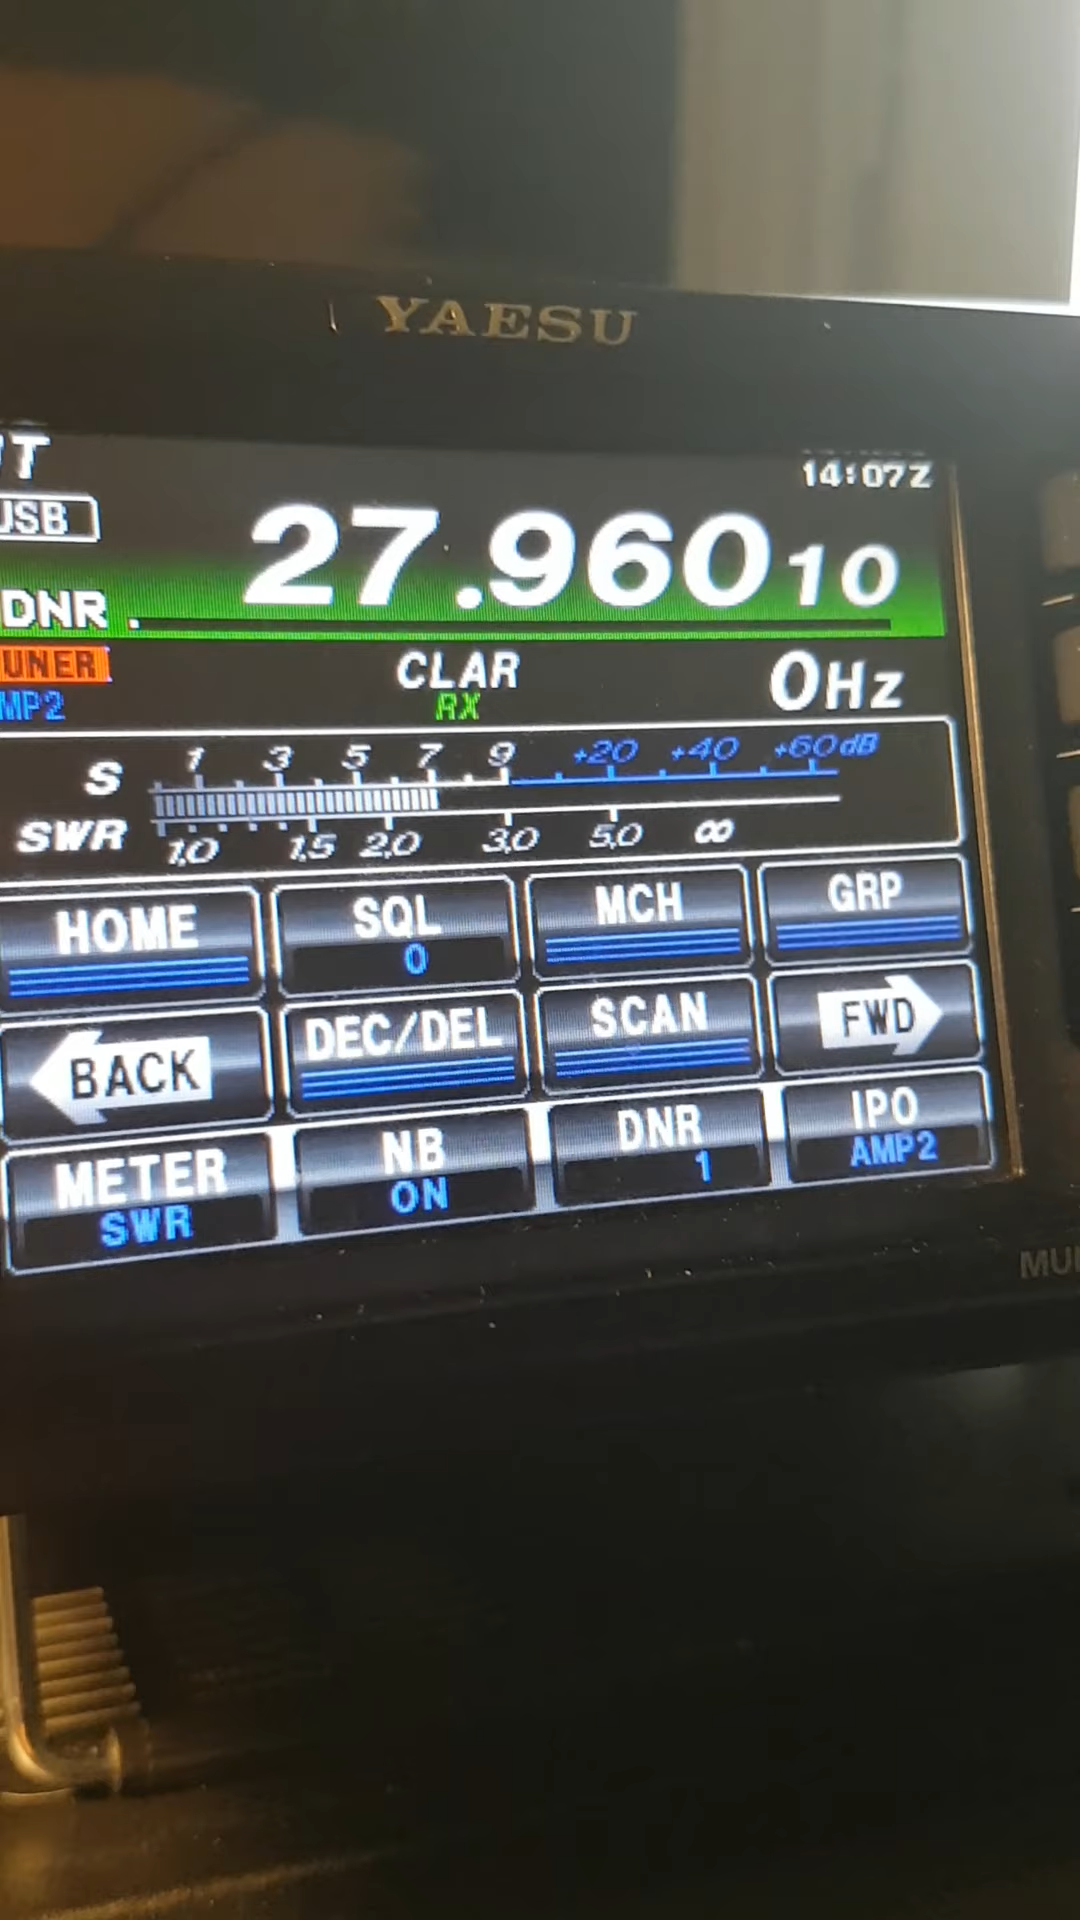 YAESU
UT
14:07Z
USB
27.96010
DNR
TUNER
CLAR
0Hz
AMP2
RX
S 1 3 5 7 9 +20 +40 +60dB
SWR 1,0 1,5 2,0 3,0 5,0 ∞
HOME SQL MCH GRP
0
BACK DEC/DEL SCAN FWD
METER NB DNR IPO
SWR ON 1 AMP2
MU